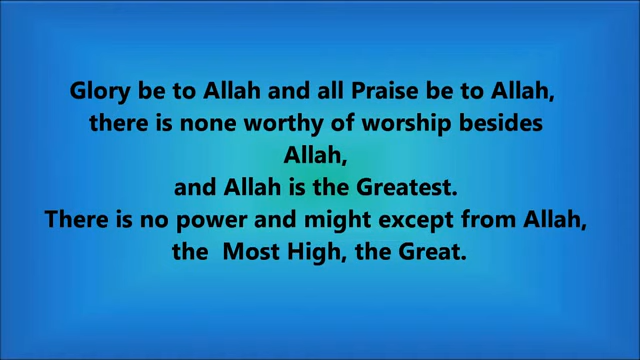 Glory be to Allah and all Praise be to Allah,
there is none worthy of worship besides
Allah,
and Allah is the Greatest.
There is no power and might except from Allah,
the  Most High, the Great.